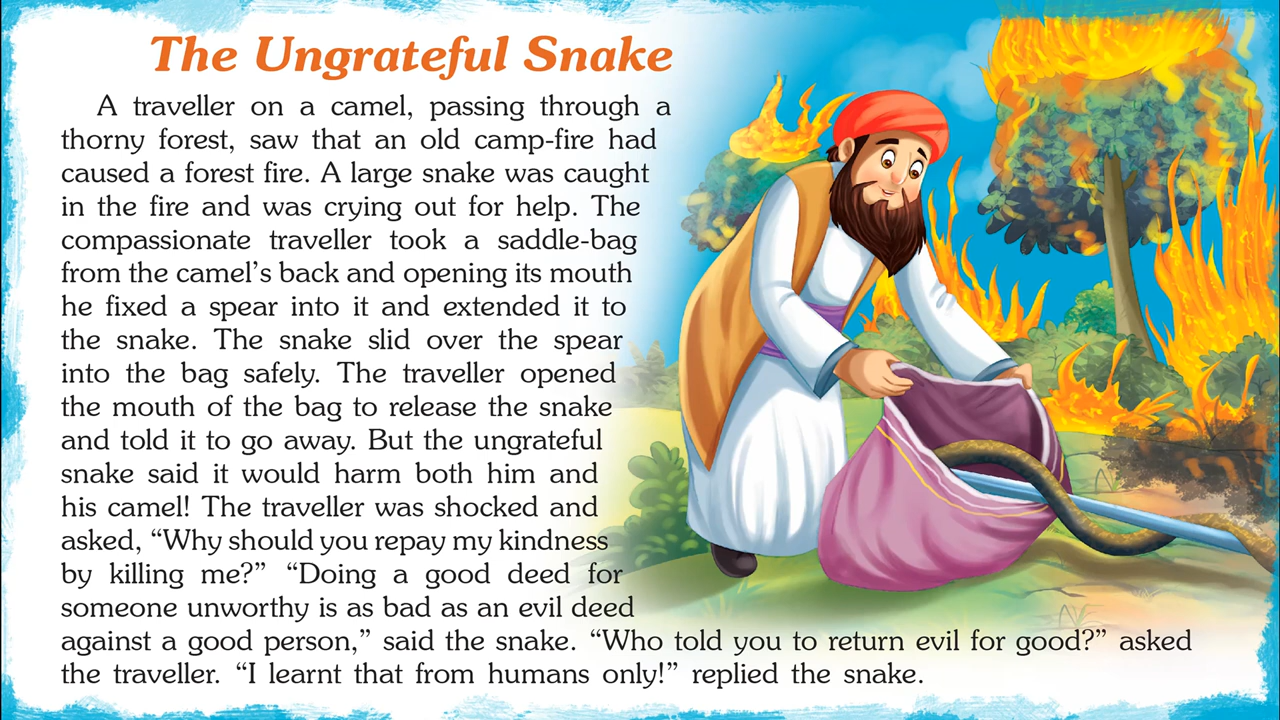 The Ungrateful Snake
A traveller on a camel, passing through a
thorny forest, saw that an old camp-fire had
caused a forest fire. A large snake was caught
in the fire and was crying out for help. The
compassionate traveller took a saddle-bag
from the camel’s back and opening its mouth
he fixed a spear into it and extended it to
the snake. The snake slid over the spear
into the bag safely. The traveller opened
the mouth of the bag to release the snake
and told it to go away. But the ungrateful
snake said it would harm both him and
his camel! The traveller was shocked and
asked, “Why should you repay my kindness
by killing me?” “Doing a good deed for
someone unworthy is as bad as an evil deed
against a good person,” said the snake. “Who told you to return evil for good?” asked
the traveller. “I learnt that from humans only!” replied the snake.